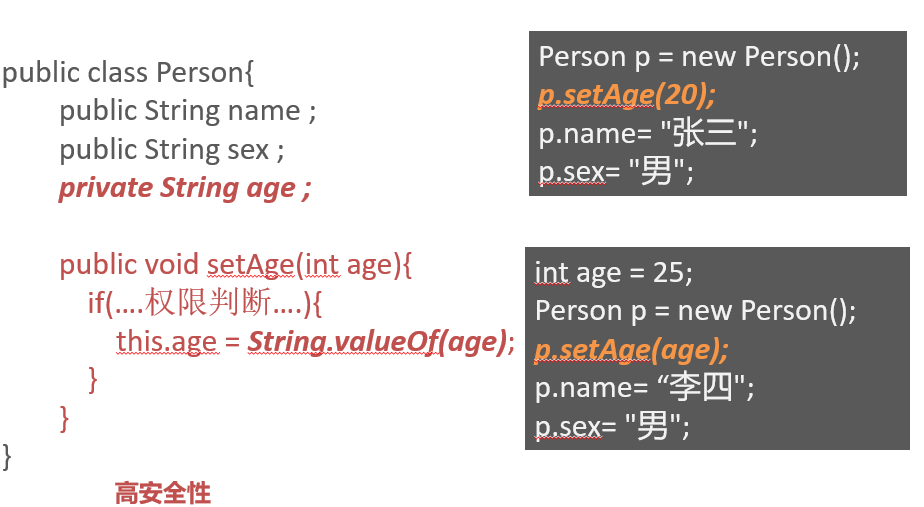 public class Person{
public String name ;
public String sex ;
private String age ;
public void setAge(int age){
if(....权限判断....){
this.age = String.valueOf(age);
}
}
}
高安全性
Person p = new Person();
p.setAge(20);
p.name= "张三";
p.sex= "男";
int age = 25;
Person p = new Person();
p.setAge(age);
p.name= “李四";
p.sex= "男";